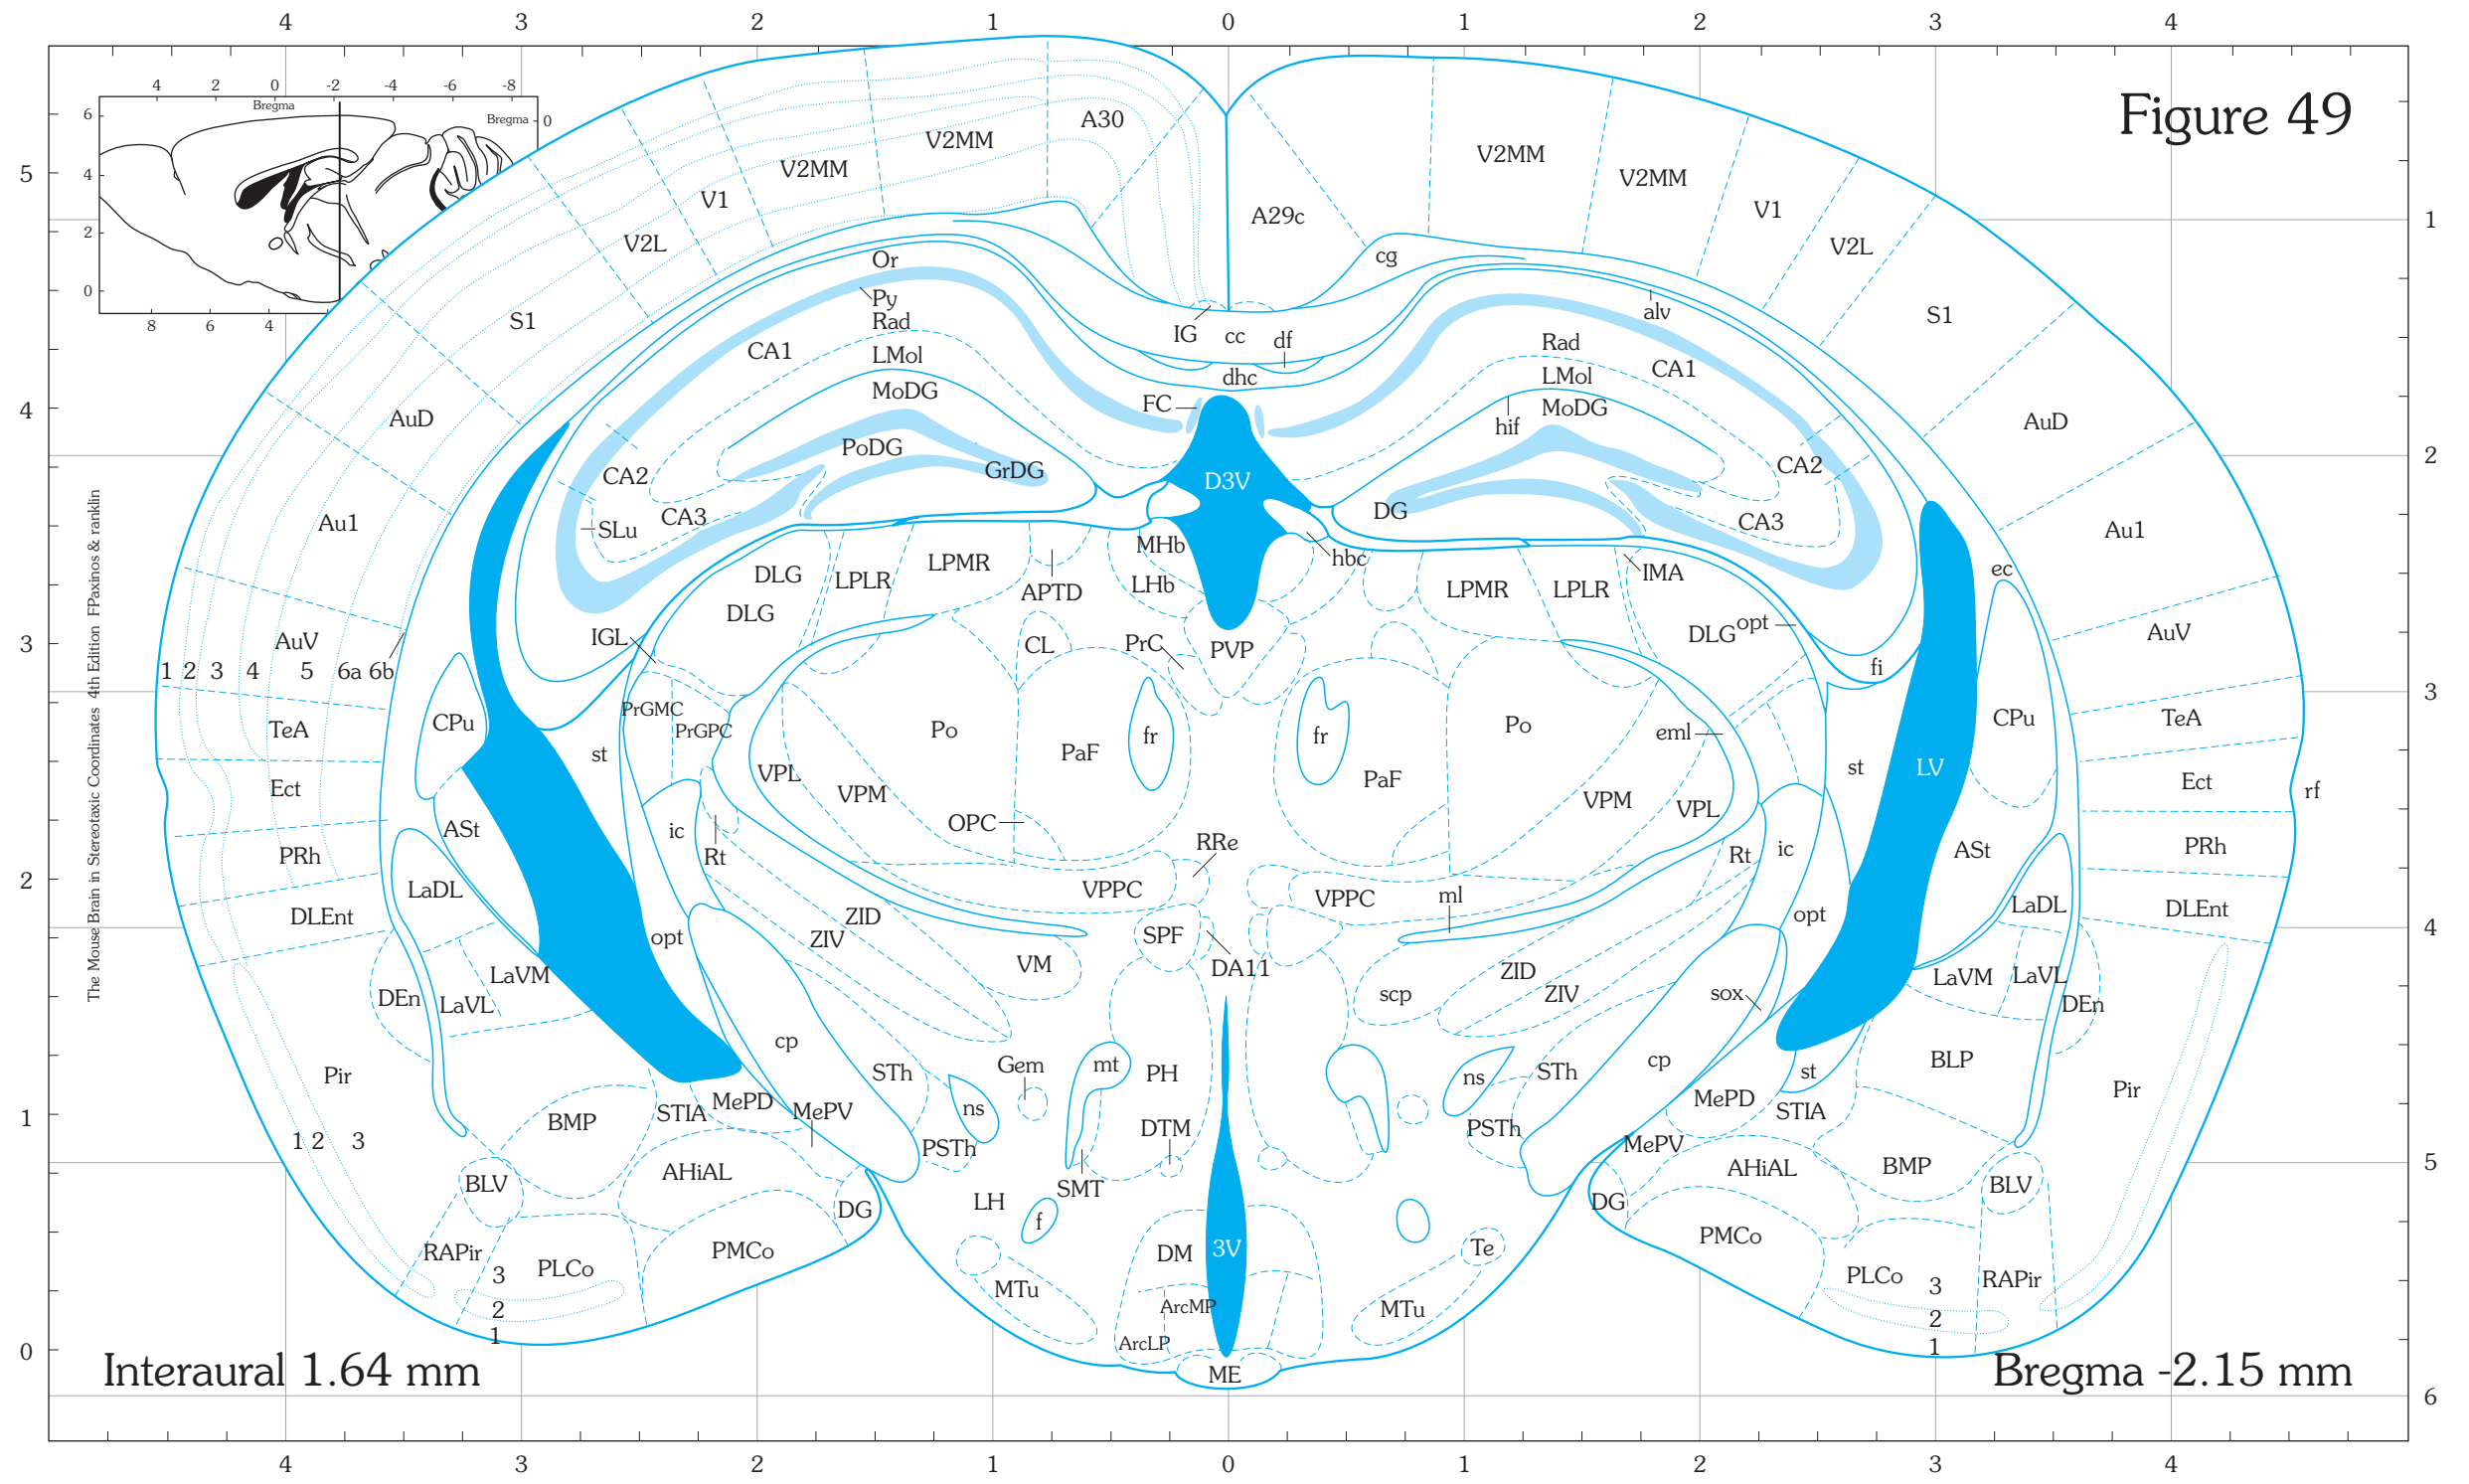 4 3 2 1 0 1 2 3 4
Figure 49
4 2 0 -2 -4 -6 -8
Bregma
Bregma 0
6
4
2
0
8 6 4
5
4
3
2
1
0
1
2
3
4
5
6
A30
V2MM
V2MM
V1
V2L
S1
AuD
Au1
AuV
1 2 3 4 5 6a 6b
TeA
Ect
PRh
DLEnt
DEn
Pir
1 2 3
A29c
V2MM
V2MM
V1
V2L
S1
AuD
Au1
AuV
TeA
Ect
rf
PRh
DLEnt
DEn
Pir
cg
Or
Py
Rad
CA1
LMol
MoDG
PoDG
GrDG
CA2
CA3
SLu
IG
cc
df
dhc
FC
D3V
alv
Rad
CA1
LMol
MoDG
hif
CA2
CA3
DG
MHb
LHb
hbc
APTD
LPMR
LPLR
DLG
DLG
IGL
PrGMC
PrGPC
CL
PrC
PVP
LPMR
LPLR
IMA
DLG
opt
fi
ec
CPu
CPu
st
st
LV
Po
PaF
fr
fr
PaF
Po
eml
VPL
VPM
VPM
VPL
OPC
RRe
ic
Rt
Rt
ic
ASt
ASt
LaDL
LaDL
VPPC
VPPC
ml
opt
opt
ZID
ZIV
ZID
ZIV
SPF
DA11
VM
scp
sox
LaVM
LaVL
LaVM
LaVL
cp
cp
STh
STh
Gem
mt
PH
ns
ns
BLP
st
MePD
MePD
STIA
STIA
MePV
MePV
BMP
BMP
DTM
PSTh
PSTh
AHiAL
AHiAL
BLV
BLV
SMT
LH
f
DG
DG
DM
3V
Te
RAPir
RAPir
PLCo
PLCo
PMCo
PMCo
3
2
1
3
2
1
MTu
MTu
ArcMP
ArcLP
ME
The Mouse Brain in Stereotaxic Coordinates 4th Edition FPaxinos & ranklin
Interaural 1.64 mm
Bregma -2.15 mm
4 3 2 1 0 1 2 3 4